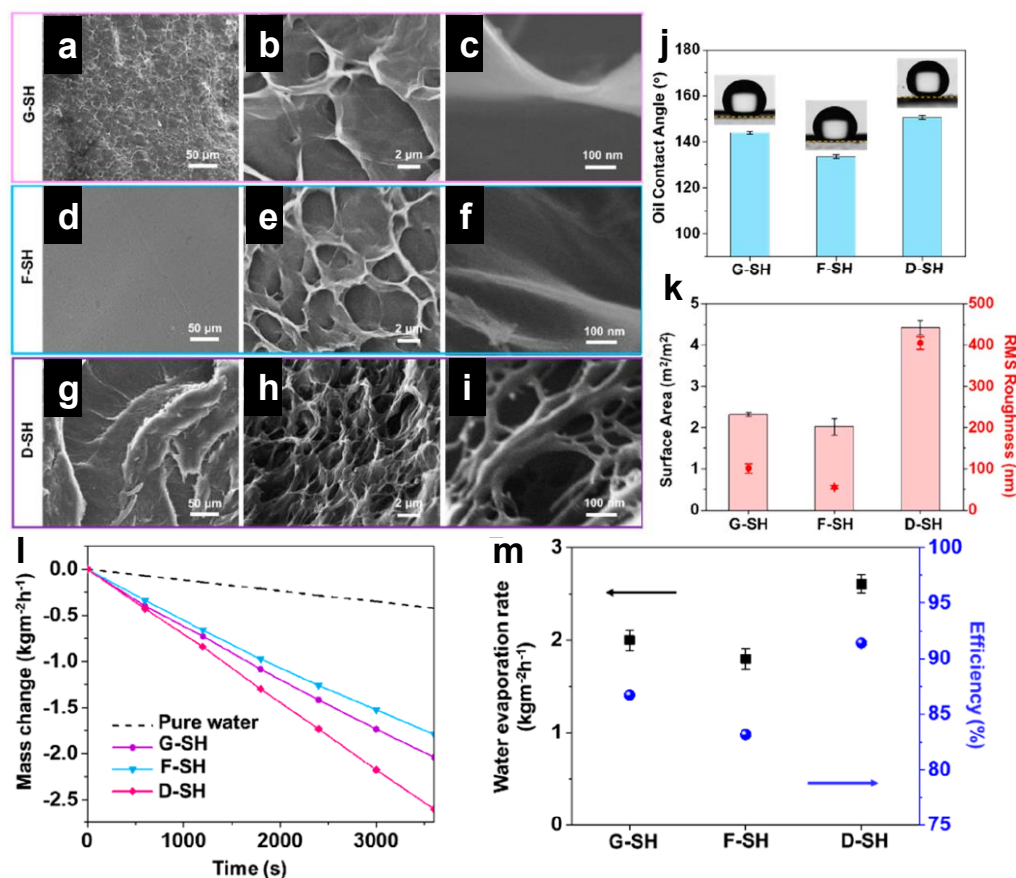 a
b
c
G-SH
50 μm
2 μm
100 nm
d
e
f
F-SH
50 μm
2 μm
100 nm
g
h
i
D-SH
50 μm
2 μm
100 nm
j
Oil Contact Angle (°)
180
160
140
120
100
G-SH
F-SH
D-SH
k
Surface Area (m²/m²)
5
4
3
2
1
0
RMS Roughness (nm)
500
400
300
200
100
0
G-SH
F-SH
D-SH
l
Mass change (kgm⁻²h⁻¹)
0.0
-0.5
-1.0
-1.5
-2.0
-2.5
Pure water
G-SH
F-SH
D-SH
0
1000
2000
3000
Time (s)
m
Water evaporation rate
(kgm⁻²h⁻¹)
3
2
1
0
Efficiency (%)
100
95
90
85
80
75
G-SH
F-SH
D-SH